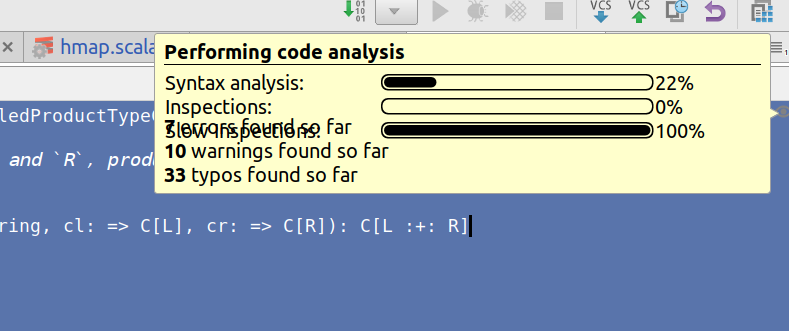 01
10
01
VCS
VCS
hmap.scala
1
Performing code analysis
Syntax analysis: 22%
Inspections: 0%
7 errors found so far
Slow inspections: 100%
10 warnings found so far
33 typos found so far
ledProductType
and `R`, produ
ring, cl: => C[L], cr: => C[R]): C[L :+: R]